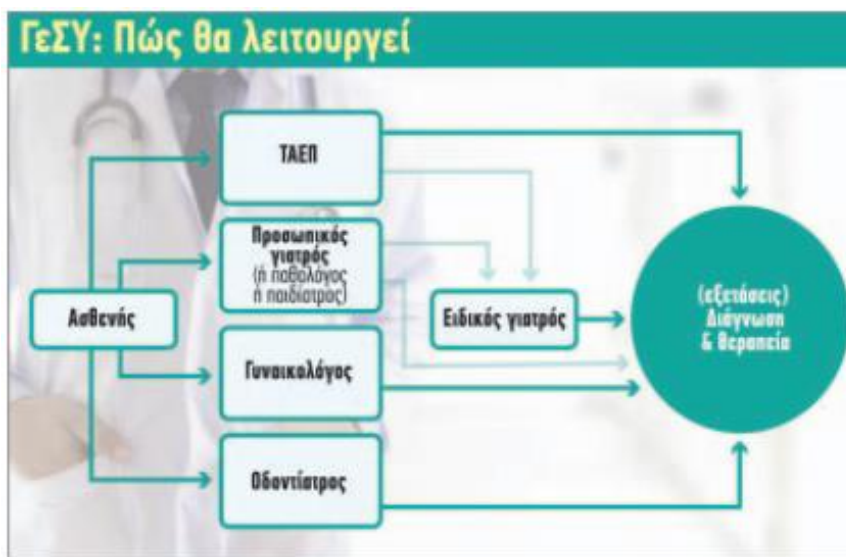 ΓεΣΥ: Πώς θα λειτουργεί
ΤΑΕΠ
Προσωπικός
γιατρός
(ή παθολόγος
ή παιδίατρος)
Ασθενής
Ειδικός γιατρός
(εξετάσεις)
Διάγνωση
& θεραπεία
Γυναικολόγος
Οδοντίατρος